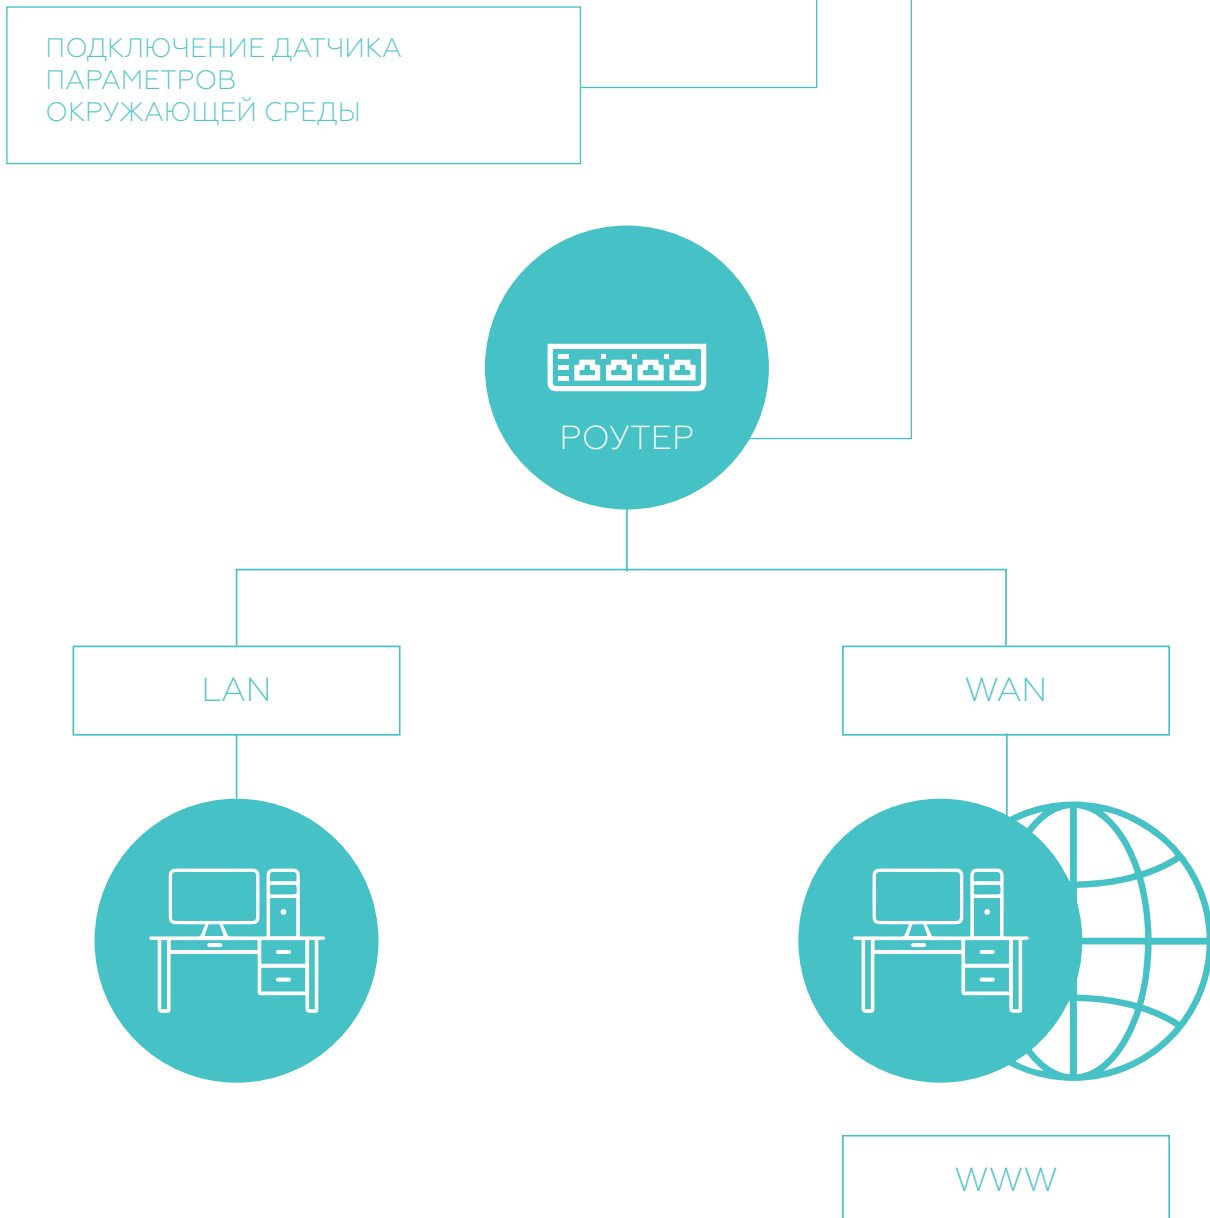 ПОДКЛЮЧЕНИЕ ДАТЧИКА
ПАРАМЕТРОВ
ОКРУЖАЮЩЕЙ СРЕДЫ
РОУТЕР
LAN
WAN
WWW